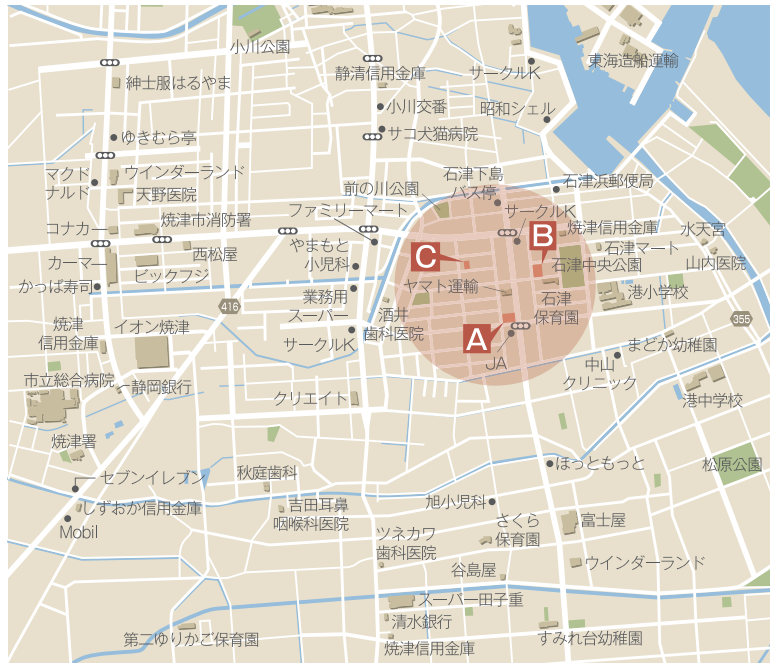 小川公園
静清信用金庫
サークルK
東海造船運輸
紳士服はるやま
小川交番
昭和シェル
ゆきむら亭
サコ犬猫病院
マクド
ナルド
ウインダーランド
天野医院
前の川公園
石津下島
バス停
石津浜郵便局
コナカ
焼津市消防署
ファミリーマート
サークルK
焼津信用金庫
水天宮
カーマ
西松屋
やまもと
小児科
C
B
石津マート
石津中央公園
山内医院
ビックフジ
かっぱ寿司
業務用
スーパー
ヤマト運輸
石津
保育園
港小学校
416
酒井
歯科医院
355
焼津
信用金庫
イオン焼津
サークルK
A
JA
まどか幼稚園
中山
クリニック
市立総合病院
静岡銀行
クリエイト
港中学校
焼津署
セブンイレブン
秋庭歯科
ほっともっと
松原公園
しずおか信用金庫
Mobil
吉田耳鼻
咽喉科医院
旭小児科
さくら
保育園
富士屋
ツネカワ
歯科医院
谷島屋
ウインダーランド
スーパー田子重
清水銀行
焼津信用金庫
第二ゆりかご保育園
すみれ台幼稚園